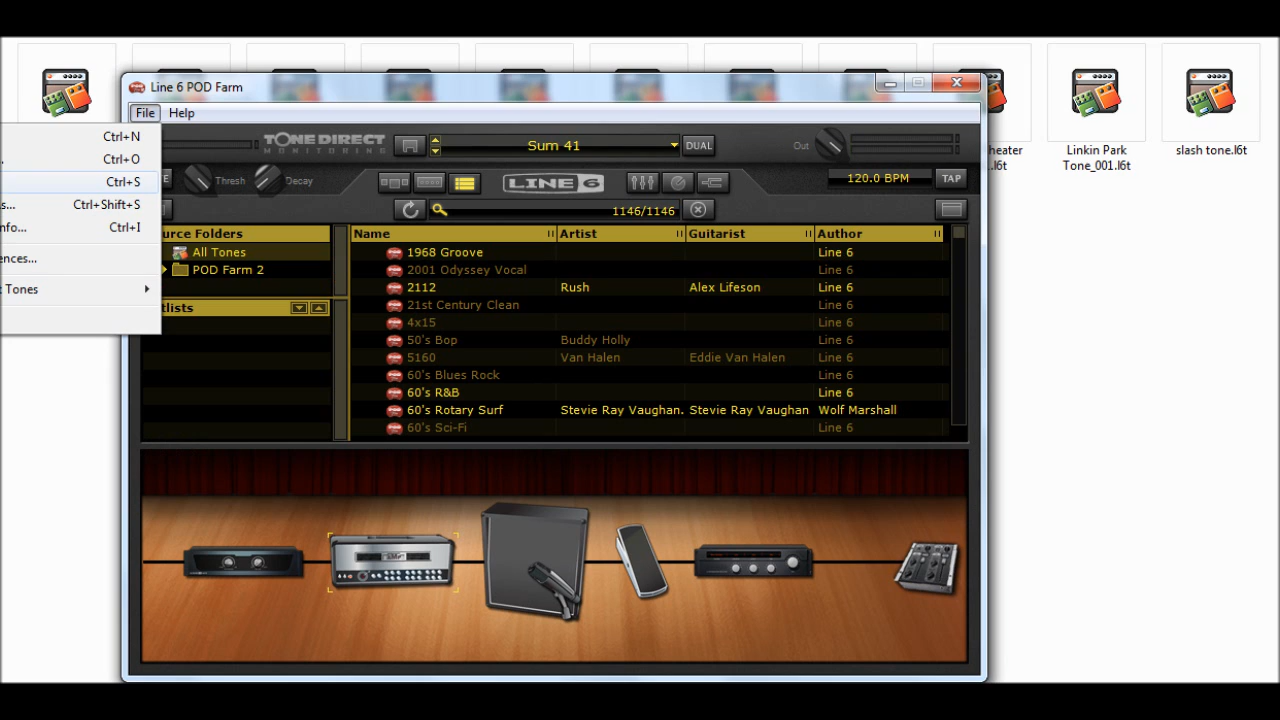 Line 6 POD Farm
File Help
Ctrl+N
Ctrl+O
Ctrl+S
s... Ctrl+Shift+S
nfo... Ctrl+I
ences...
Tones
TONE DIRECT
MONITORING
Sum 41
DUAL
Out
Thresh
Decay
LINE 6
120.0 BPM
TAP
1146/1146
urce Folders
All Tones
POD Farm 2
tlists
Name Artist Guitarist Author
1968 Groove Line 6
2001 Odyssey Vocal Line 6
2112 Rush Alex Lifeson Line 6
21st Century Clean Line 6
4x15 Line 6
50's Bop Buddy Holly Line 6
5160 Van Halen Eddie Van Halen Line 6
60's Blues Rock Line 6
60's R&B Line 6
60's Rotary Surf Stevie Ray Vaughan. Stevie Ray Vaughan Wolf Marshall
60's Sci-Fi Line 6
heater
.l6t
Linkin Park
Tone_001.l6t
slash tone.l6t